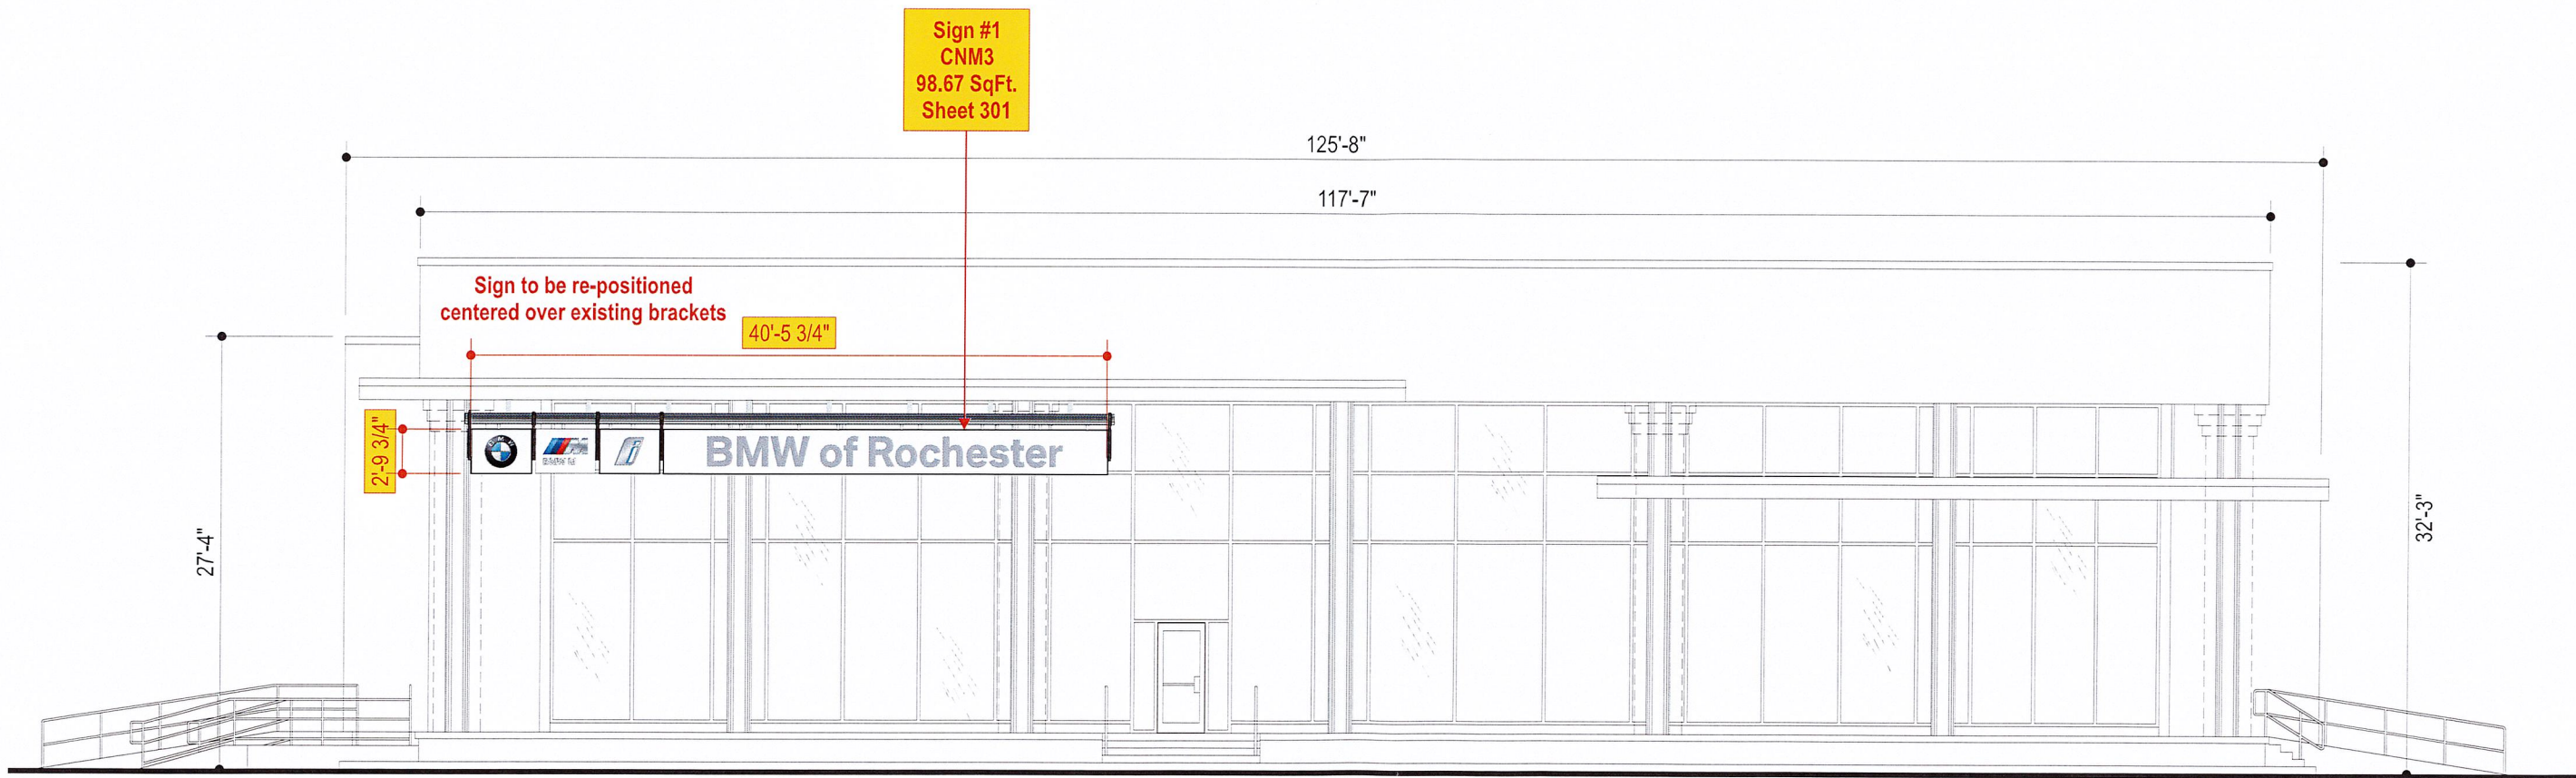 Sign #1
CNM3
98.67 SqFt.
Sheet 301
125'-8"
117'-7"
Sign to be re-positioned
centered over existing brackets
40'-5 3/4"
2'-9 3/4"
BMW
BMW of Rochester
27'-4"
32'-3"